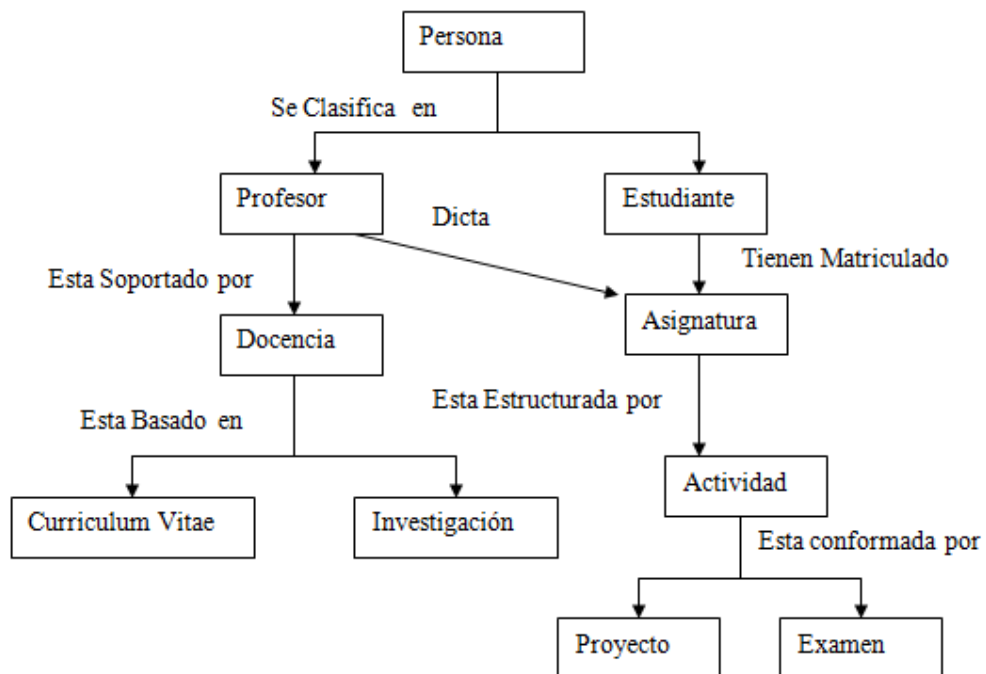 Persona
Se Clasifica en
Profesor
Dicta
Estudiante
Esta Soportado por
Tienen Matriculado
Docencia
Asignatura
Esta Basado en
Esta Estructurada por
Curriculum Vitae
Investigación
Actividad
Esta conformada por
Proyecto
Examen